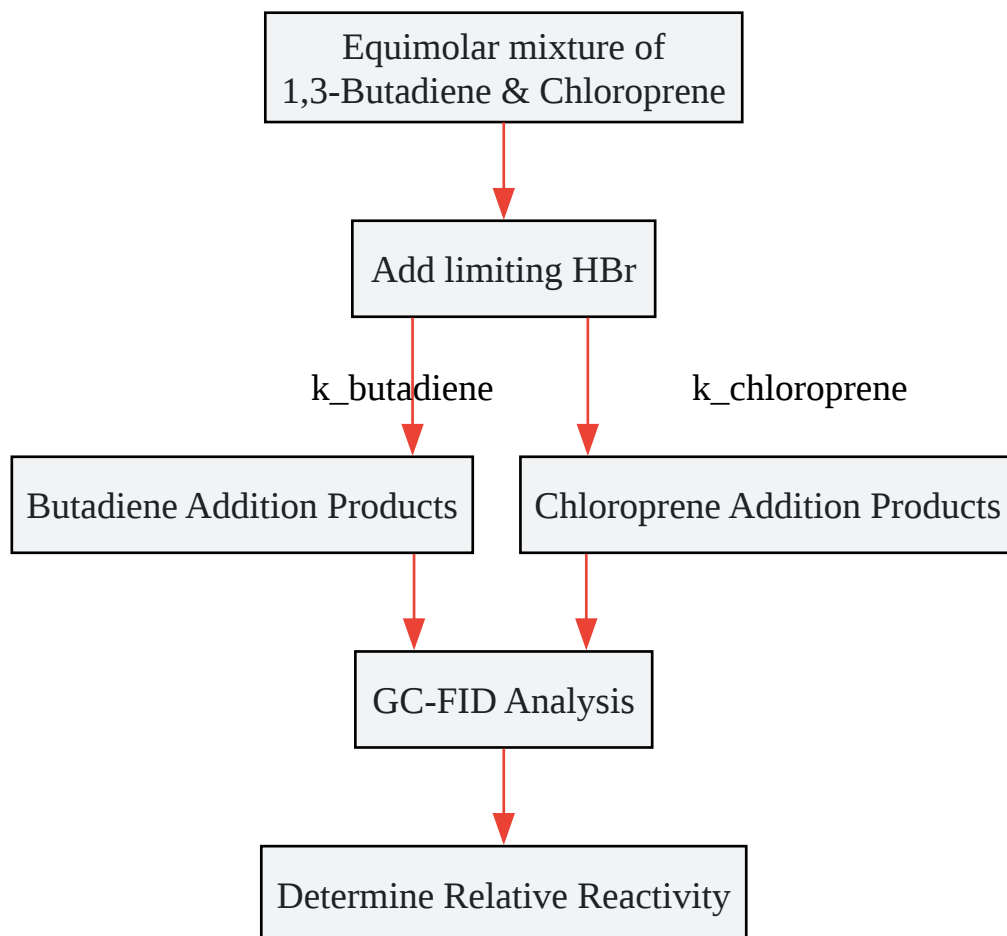 Equimolar mixture of
1,3-Butadiene & Chloroprene
Add limiting HBr
k_butadiene
k_chloroprene
Butadiene Addition Products
Chloroprene Addition Products
GC-FID Analysis
Determine Relative Reactivity